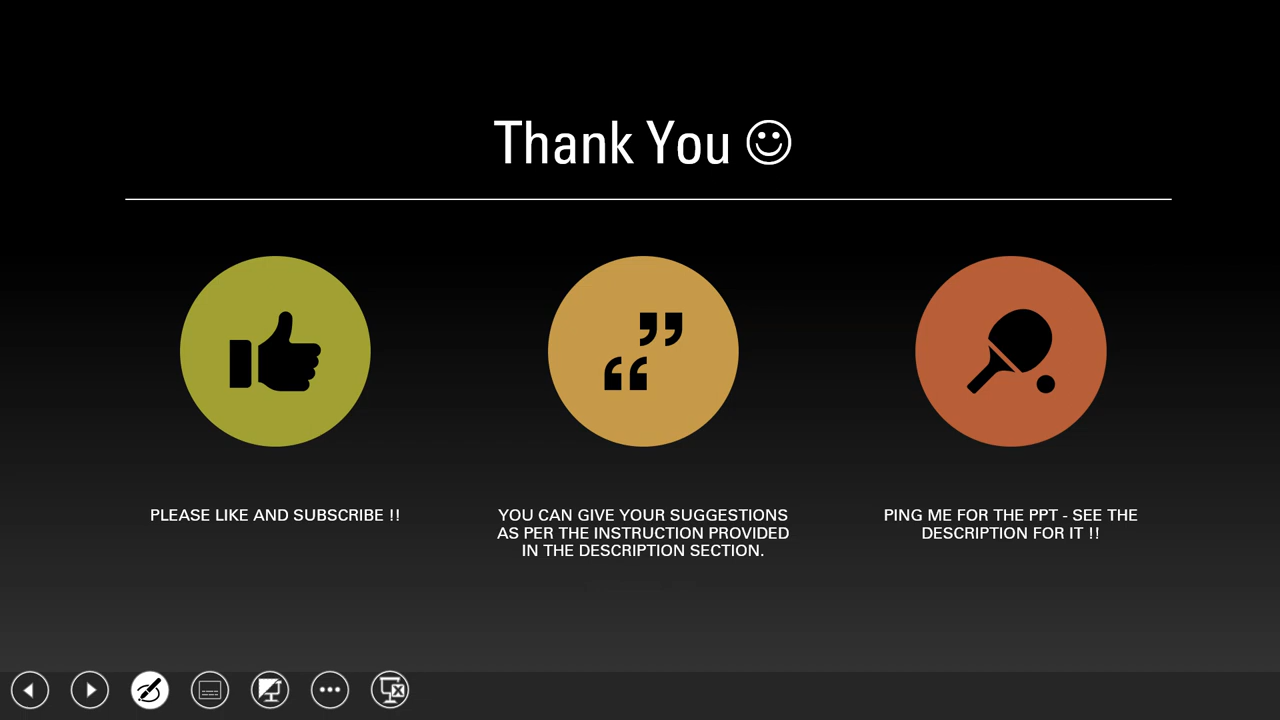 Thank You ☺
PLEASE LIKE AND SUBSCRIBE !!
YOU CAN GIVE YOUR SUGGESTIONS
AS PER THE INSTRUCTION PROVIDED
IN THE DESCRIPTION SECTION.
PING ME FOR THE PPT - SEE THE
DESCRIPTION FOR IT !!